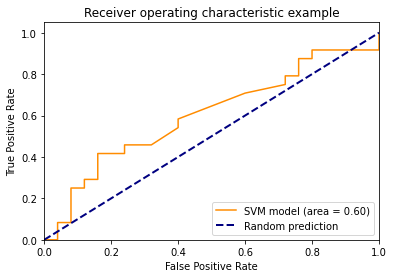 Receiver operating characteristic example
True Positive Rate
1.0
0.8
0.6
0.4
0.2
0.0
SVM model (area = 0.60)
Random prediction
0.0 0.2 0.4 0.6 0.8 1.0
False Positive Rate